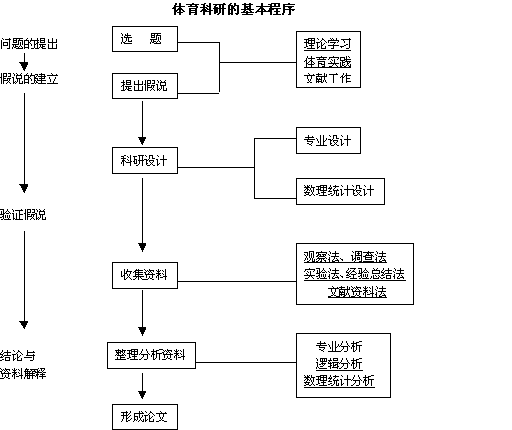 体育科研的基本程序
问题的提出
假说的建立
验证假说
结论与
资料解释
选 题
提出假说
科研设计
收集资料
整理分析资料
形成论文
理论学习
体育实践
文献工作
专业设计
数理统计设计
观察法、调查法
实验法、经验总结法
文献资料法
专业分析
逻辑分析
数理统计分析